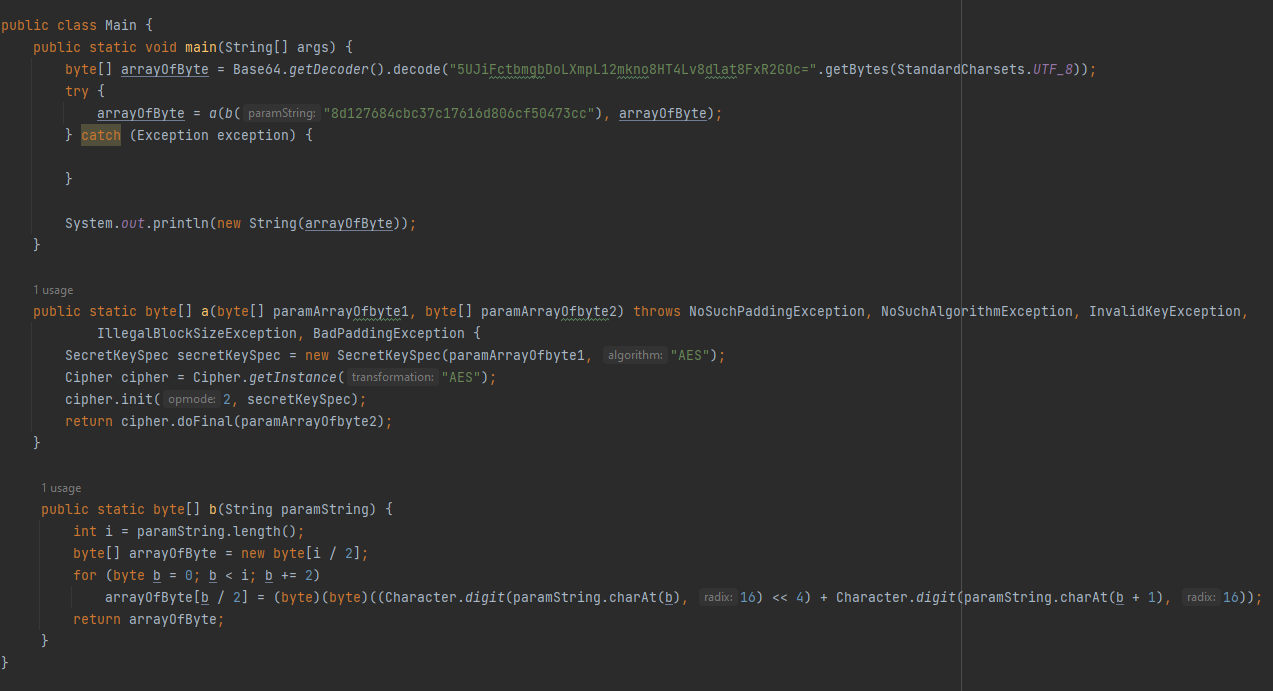 public class Main {
public static void main(String[] args) {
byte[] arrayOfByte = Base64.getDecoder().decode("5UJiFctbmgbDoLXmpL12mkno8HT4Lv8dlat8FxR2GOc=".getBytes(StandardCharsets.UTF_8));
try {
arrayOfByte = a(b( paramString: "8d127684cbc37c17616d806cf50473cc"), arrayOfByte);
} catch (Exception exception) {
}
System.out.println(new String(arrayOfByte));
}
1 usage
public static byte[] a(byte[] paramArrayOfbyte1, byte[] paramArrayOfbyte2) throws NoSuchPaddingException, NoSuchAlgorithmException, InvalidKeyException,
IllegalBlockSizeException, BadPaddingException {
SecretKeySpec secretKeySpec = new SecretKeySpec(paramArrayOfbyte1, algorithm: "AES");
Cipher cipher = Cipher.getInstance( transformation: "AES");
cipher.init( opmode: 2, secretKeySpec);
return cipher.doFinal(paramArrayOfbyte2);
}
1 usage
public static byte[] b(String paramString) {
int i = paramString.length();
byte[] arrayOfByte = new byte[i / 2];
for (byte b = 0; b < i; b += 2)
arrayOfByte[b / 2] = (byte)(byte)((Character.digit(paramString.charAt(b), radix: 16) << 4) + Character.digit(paramString.charAt(b + 1), radix: 16));
return arrayOfByte;
}
}